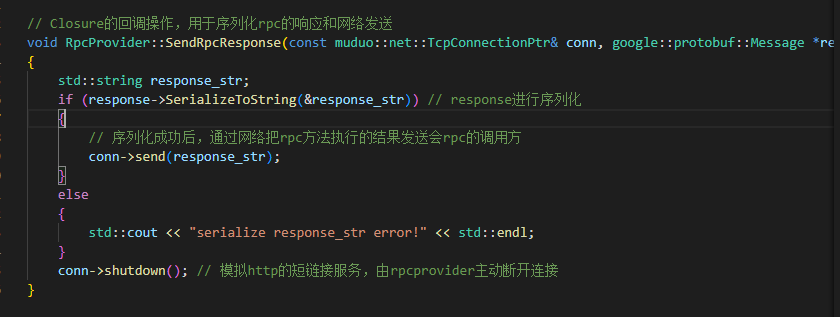 // Closure的回调操作，用于序列化rpc的响应和网络发送
void RpcProvider::SendRpcResponse(const muduo::net::TcpConnectionPtr& conn, google::protobuf::Message *re
{
std::string response_str;
if (response->SerializeToString(&response_str)) // response进行序列化
{
// 序列化成功后，通过网络把rpc方法执行的结果发送会rpc的调用方
conn->send(response_str);
}
else
{
std::cout << "serialize response_str error!" << std::endl;
}
conn->shutdown(); // 模拟http的短链接服务，由rpcprovider主动断开连接
}